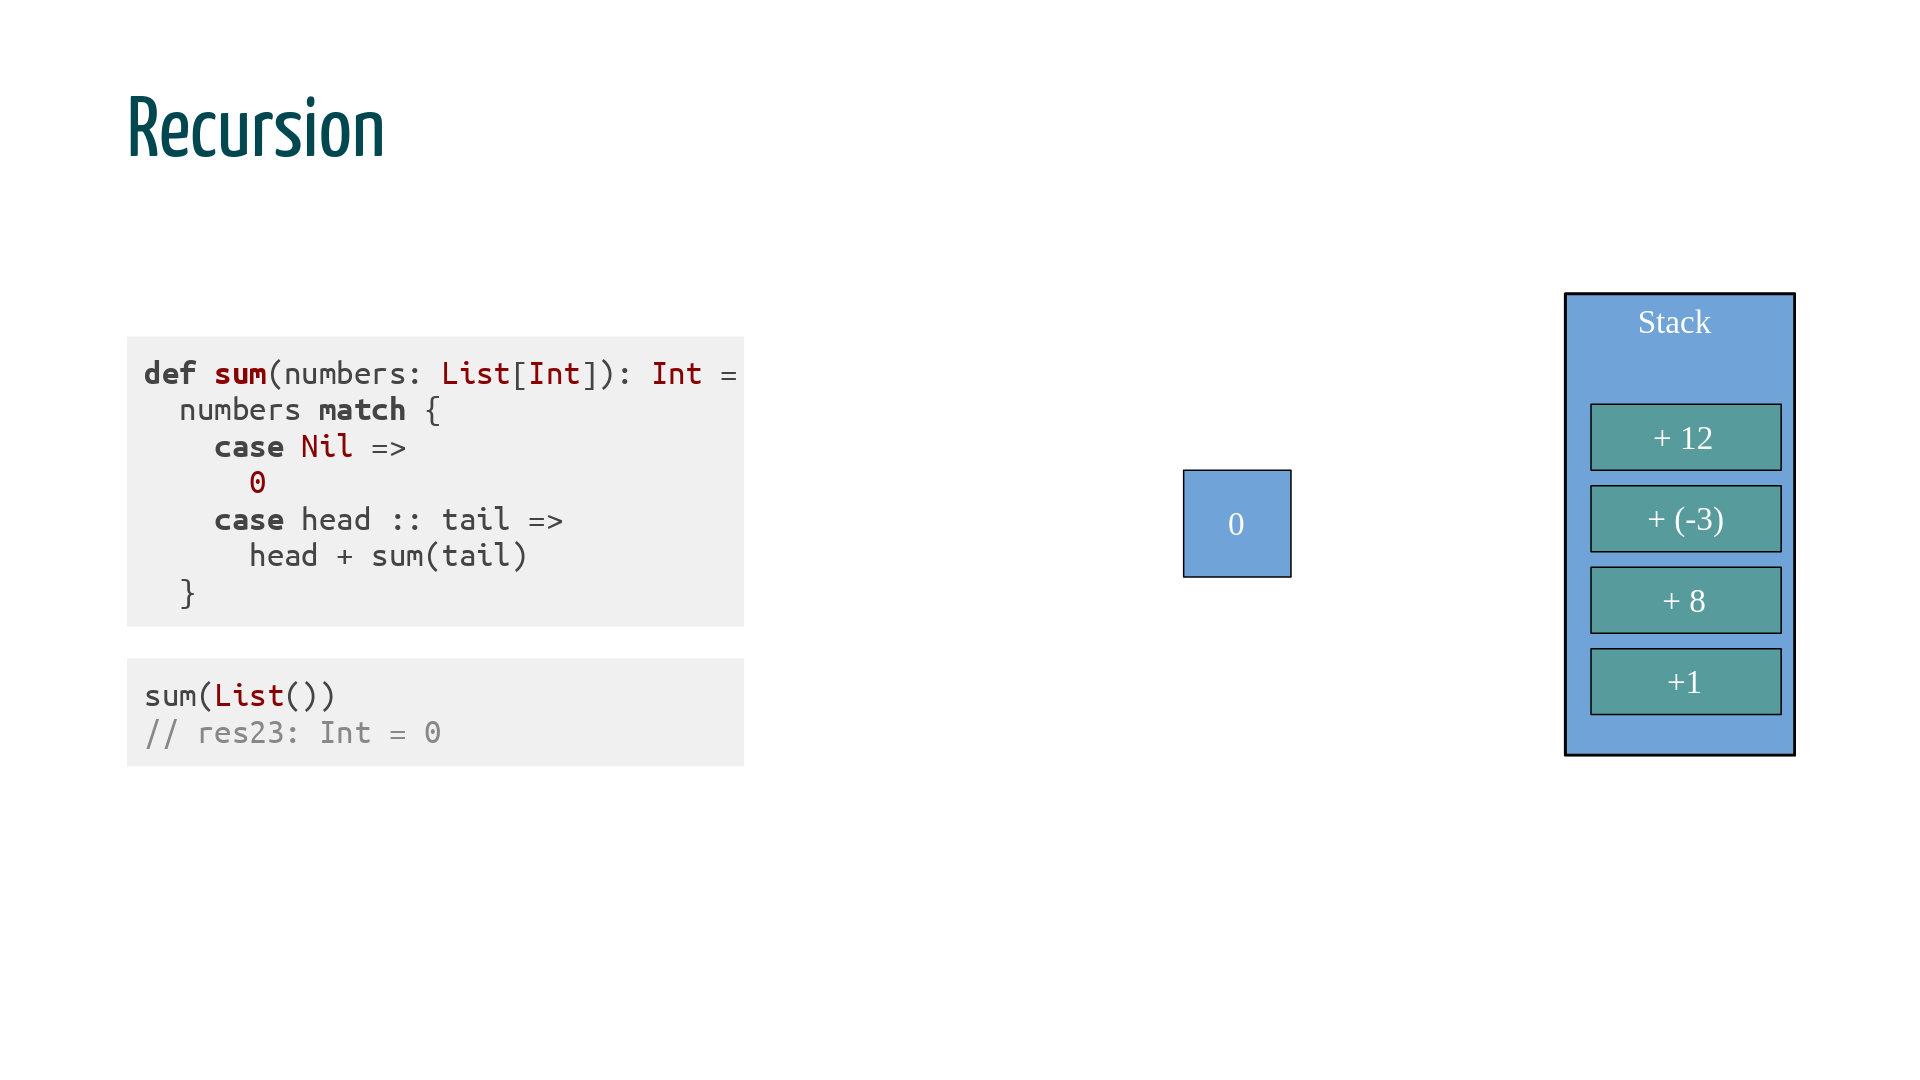 Recursion
def sum(numbers: List[Int]): Int =
  numbers match {
    case Nil =>
      0
    case head :: tail =>
      head + sum(tail)
  }
sum(List())
// res23: Int = 0
0
Stack
+ 12
+ (-3)
+ 8
+1